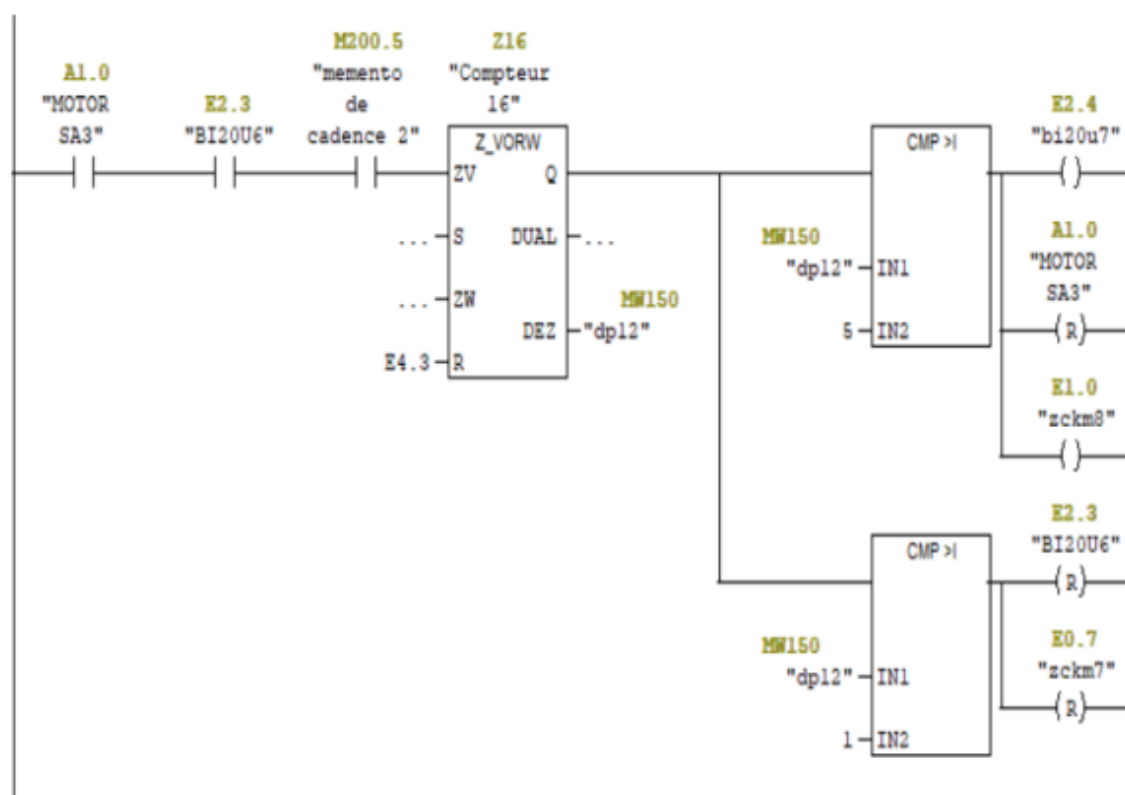 M200.5 Z16
A1.0 "memento "Compteur
"MOTOR E2.3 de 16" E2.4
SA3" "BI20U6" cadence 2" Z_VORW CMP >I "bi20u7"
ZV Q ( )
... S DUAL ... MW150 A1.0
"dp12" IN1 "MOTOR
... ZW MW150 SA3"
DEZ "dp12" 5 IN2 (R)
E4.3 R
E1.0
"zckm8"
( )
E2.3
CMP >I "BI20U6"
(R)
MW150 E0.7
"dp12" IN1 "zckm7"
(R)
1 IN2